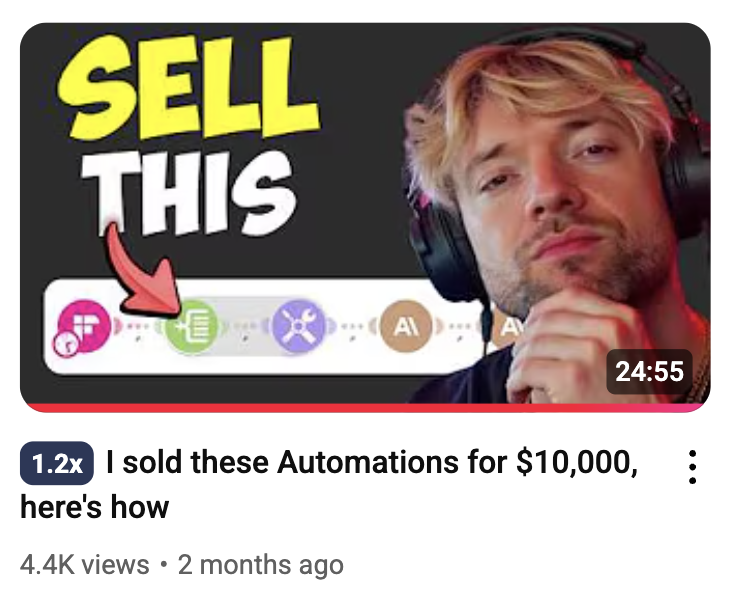 SELL
THIS
A\
A\
24:55
1.2x I sold these Automations for $10,000,
here's how
4.4K views • 2 months ago